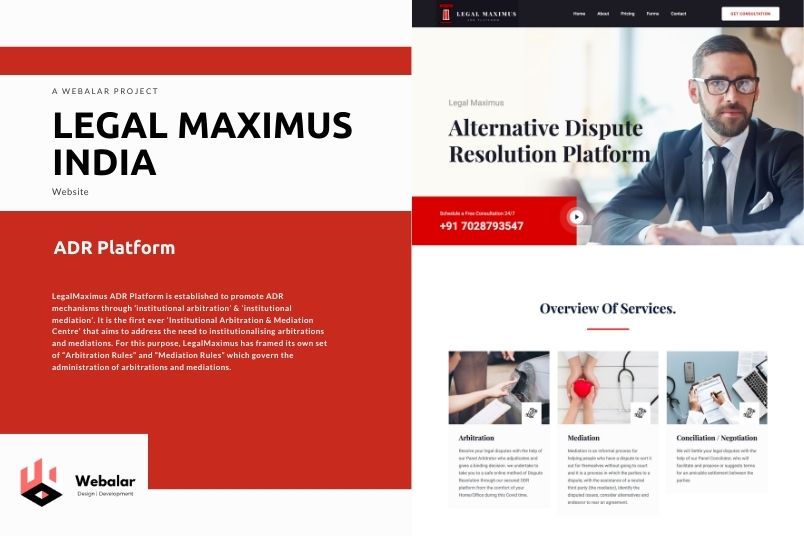 A WEBALAR PROJECT
LEGAL MAXIMUS
INDIA
Website
ADR Platform
LegalMaximus ADR Platform is established to promote ADR
mechanisms through 'institutional arbitration' & 'institutional
mediation'. It is the first ever 'Institutional Arbitration & Mediation
Centre' that aims to address the need to institutionalising arbitrations
and mediations. For this purpose, LegalMaximus has framed its own set
of "Arbitration Rules" and "Mediation Rules" which govern the
administration of arbitrations and mediations.
Webalar
Design | Development
LEGAL MAXIMUS
ADR PLATFORM
Home About Pricing Forms Contact
GET CONSULTATION
Legal Maximus
Alternative Dispute
Resolution Platform
Schedule a Free Consultation 24/7
+91 7028793547
Overview Of Services.
Arbitration
Resolve your legal disputes with the help of
our Panel Arbitrator who adjudicates and
gives a binding decision, we undertake to
take you to a safe online method of Dispute
Resolution through our secured ODR
platform from the comfort of your
Home/Office during this Covid time.
Mediation
Mediation is an informal process for
helping people who have a dispute to sort it
out for themselves without going to court
and it is a process in which the parties to a
dispute, with the assistance of a neutral
third party (the mediator), identify the
disputed issues, consider alternatives and
endeavor to rear an agreement.
Conciliation / Negotiation
We will Settle your legal disputes with the
help of our Panel Conciliator, who will
facilitate and propose or suggests terms
for an amicable settlement between the
parties